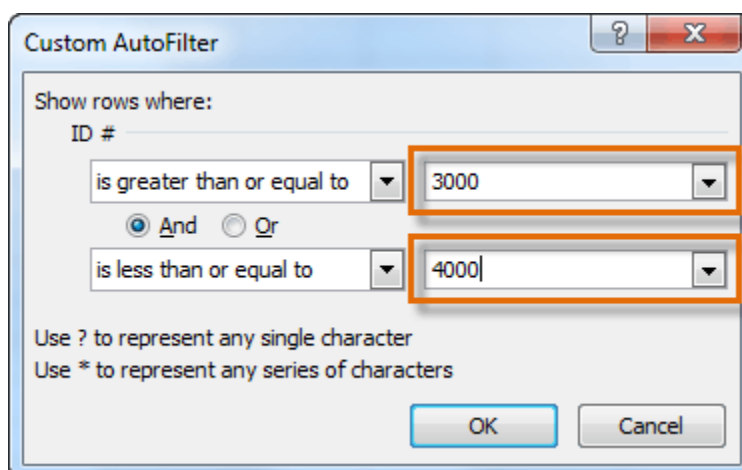 Custom AutoFilter
?
Show rows where:
ID #
is greater than or equal to 3000
And Or
is less than or equal to 4000
Use ? to represent any single character
Use * to represent any series of characters
OK Cancel